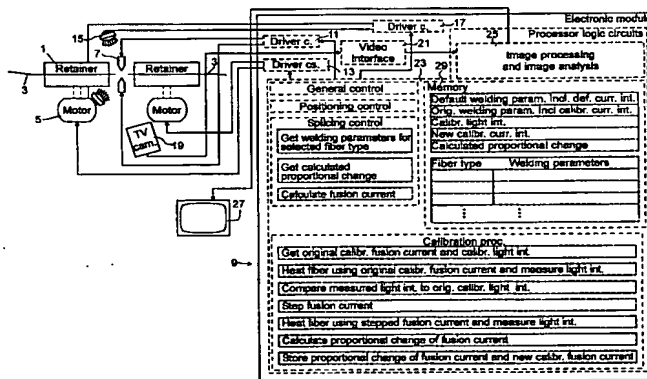 Electronic module
Processor logic circuits
Driver c.
17
15
7
11
Driver c.
21
Video
Interface
25
Image processing
and image analysis
1
Retainer
Retainer
Driver cs.
3
3
13
23
29
Motor
Motor
5
TV
cam.
19
27
9
General control
Positioning control
Splicing control
Get welding parameters for
selected fiber type
Get calculated
proportional change
Calculate fusion current
Memory
Default welding param. Incl. def. curr. int.
Orig. welding param. Incl calibr. curr. int.
Calibr. light int.
New calibr. curr. int.
Calculated proportional change
Fiber type Welding parameters
Calibration proc.
Get original calibr. fusion current and calibr. light int.
Heat fiber using original calibr. fusion current and measure light int.
Compare measured light int. to orig. calibr. light int.
Step fusion current
Heat fiber using stepped fusion current and measure light int.
Calculate proportional change of fusion current
Store proportional change of fusion current and new calibr. fusion current